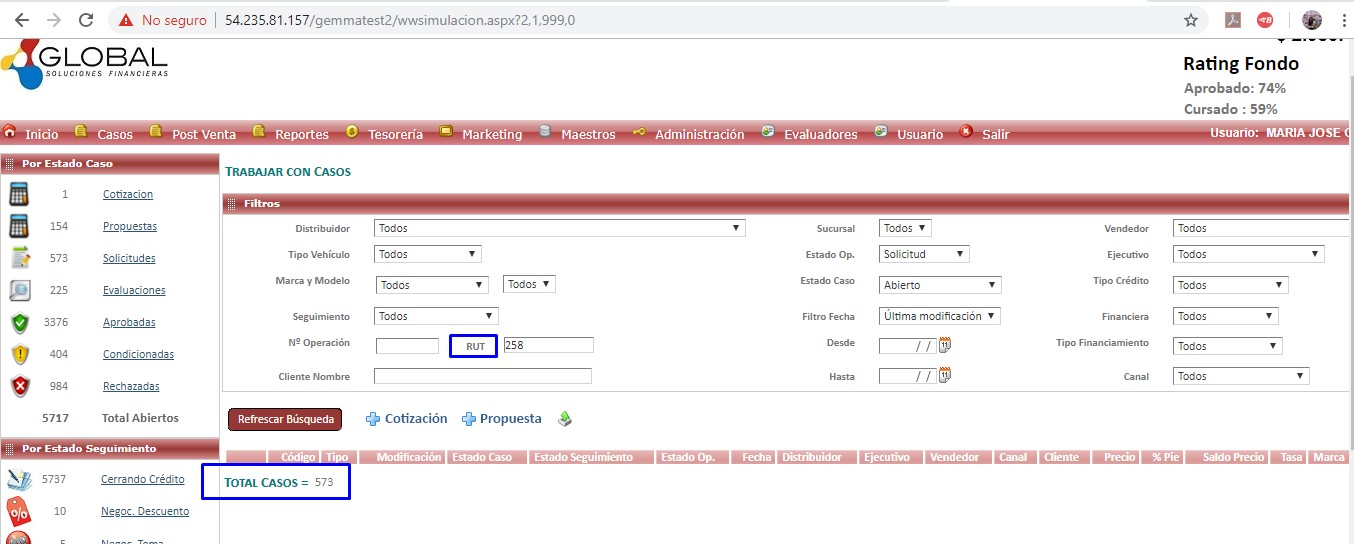 No seguro | 54.235.81.157/gemmatest2/wwsimulacion.aspx?2,1,999,0
GLOBAL
SOLUCIONES FINANCIERAS
Rating Fondo
Aprobado: 74%
Cursado : 59%
Inicio Casos Post Venta Reportes Tesorería Marketing Maestros Administración Evaluadores Usuario Salir Usuario: MARIA JOSE
Por Estado Caso
1 Cotizacion
154 Propuestas
573 Solicitudes
225 Evaluaciones
3376 Aprobadas
404 Condicionadas
984 Rechazadas
5717 Total Abiertos
Por Estado Seguimiento
5737 Cerrando Crédito
10 Negoc. Descuento
5 Negoc. Toma
TRABAJAR CON CASOS
Filtros
Distribuidor Todos Sucursal Todos Vendedor Todos
Tipo Vehículo Todos Estado Op. Solicitud Ejecutivo Todos
Marca y Modelo Todos Todos Estado Caso Abierto Tipo Crédito Todos
Seguimiento Todos Filtro Fecha Última modificación Financiera Todos
Nº Operación RUT 258 Desde / / 11 Tipo Financiamiento Todos
Cliente Nombre Hasta / / 11 Canal Todos
Refrescar Búsqueda Cotización Propuesta
Código Tipo Modificación Estado Caso Estado Seguimiento Estado Op. Fecha Distribuidor Ejecutivo Vendedor Canal Cliente Precio % Pie Saldo Precio Tasa Marca
TOTAL CASOS = 573